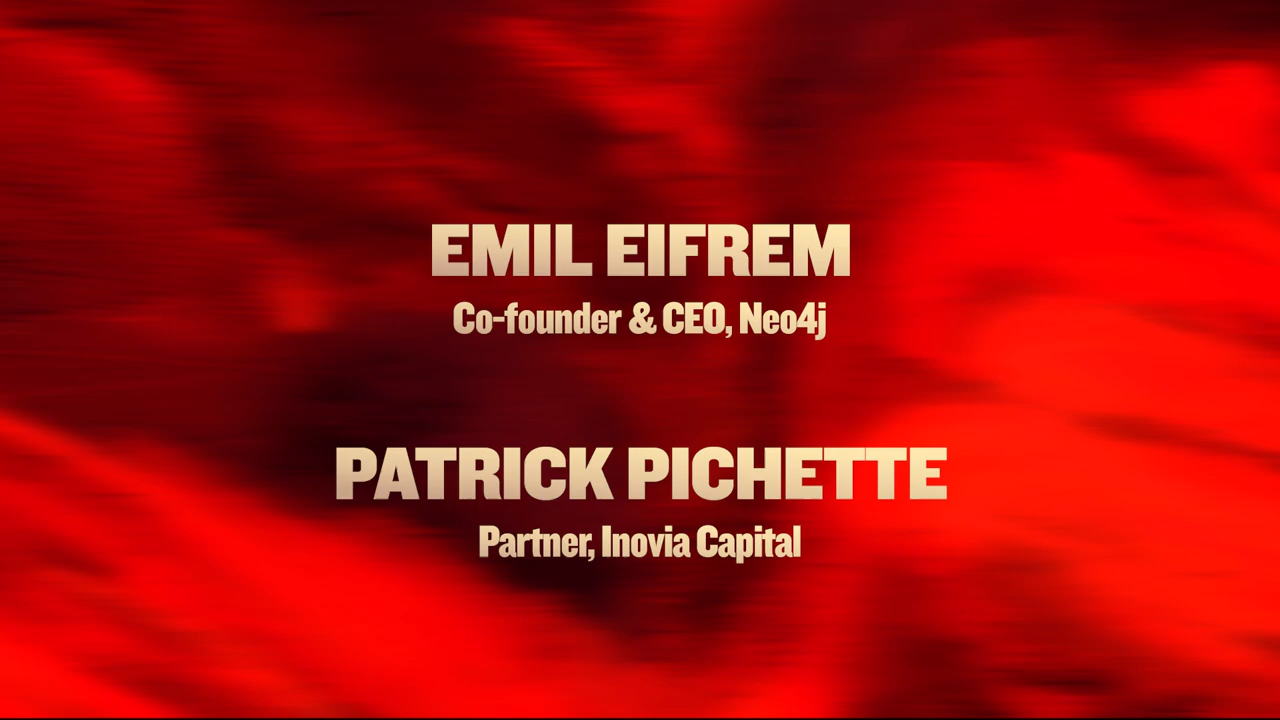 EMIL EIFREM
Co-founder & CEO, Neo4j
PATRICK PICHETTE
Partner, Inovia Capital